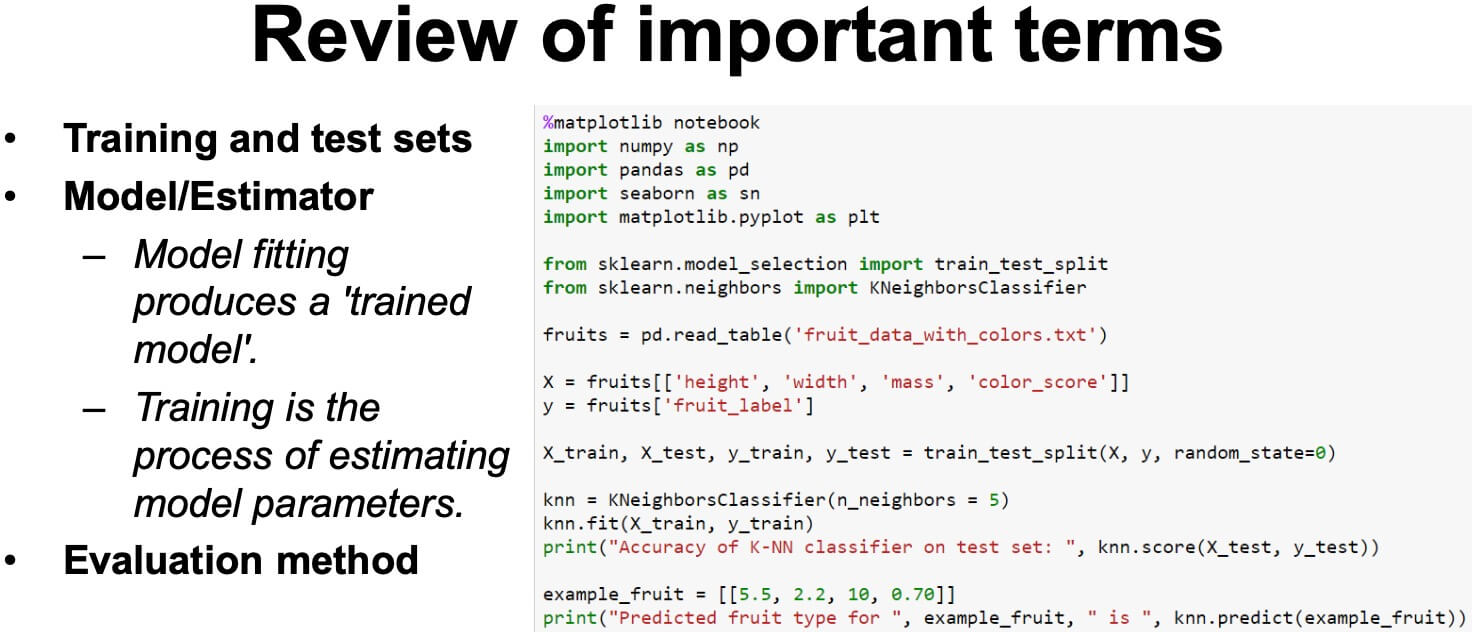 Review of important terms
• Training and test sets
• Model/Estimator
– Model fitting
produces a 'trained
model'.
– Training is the
process of estimating
model parameters.
• Evaluation method
%matplotlib notebook
import numpy as np
import pandas as pd
import seaborn as sn
import matplotlib.pyplot as plt
from sklearn.model_selection import train_test_split
from sklearn.neighbors import KNeighborsClassifier
fruits = pd.read_table('fruit_data_with_colors.txt')
X = fruits[['height', 'width', 'mass', 'color_score']]
y = fruits['fruit_label']
X_train, X_test, y_train, y_test = train_test_split(X, y, random_state=0)
knn = KNeighborsClassifier(n_neighbors = 5)
knn.fit(X_train, y_train)
print("Accuracy of K-NN classifier on test set: ", knn.score(X_test, y_test))
example_fruit = [[5.5, 2.2, 10, 0.70]]
print("Predicted fruit type for ", example_fruit, " is ", knn.predict(example_fruit))